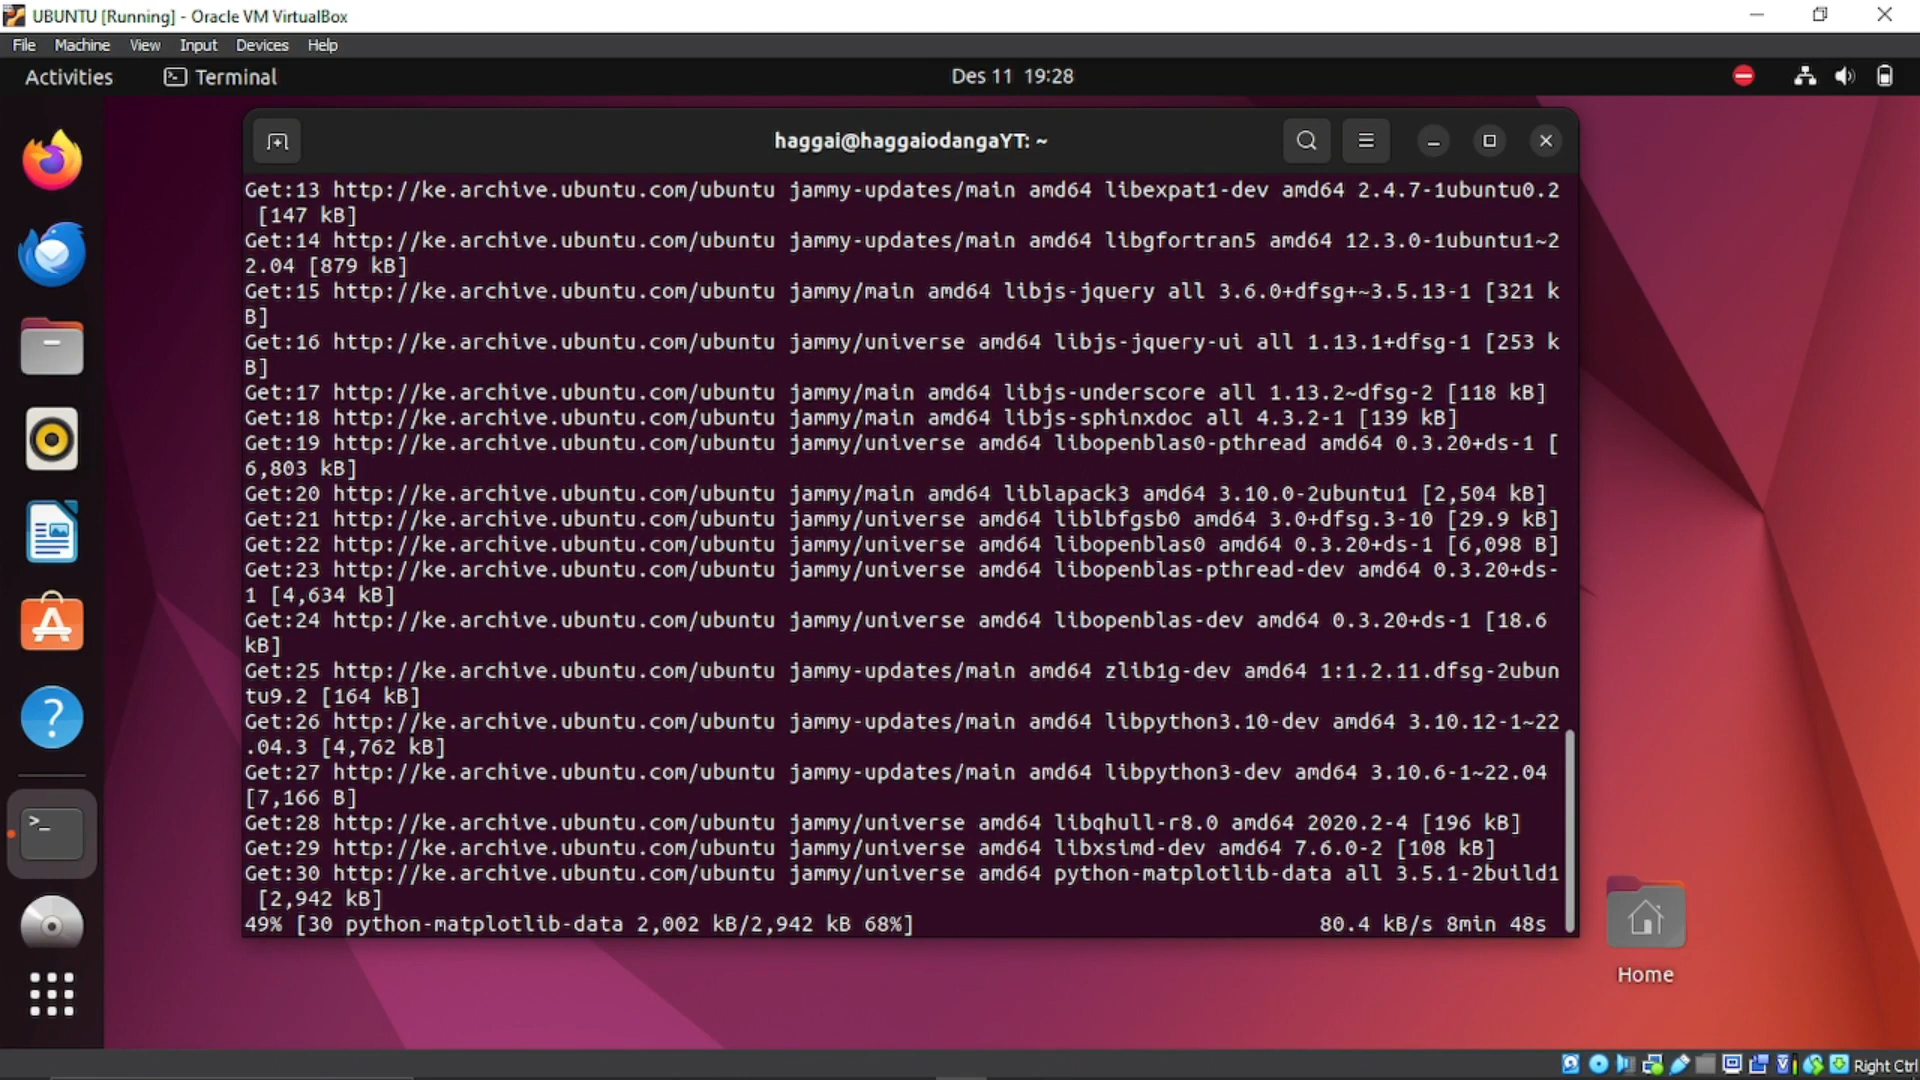 UBUNTU [Running] - Oracle VM VirtualBox
File Machine View Input Devices Help
Activities Terminal Des 11 19:28
haggai@haggaiodangaYT: ~
Get:13 http://ke.archive.ubuntu.com/ubuntu jammy-updates/main amd64 libexpat1-dev amd64 2.4.7-1ubuntu0.2
[147 kB]
Get:14 http://ke.archive.ubuntu.com/ubuntu jammy-updates/main amd64 libgfortran5 amd64 12.3.0-1ubuntu1~2
2.04 [879 kB]
Get:15 http://ke.archive.ubuntu.com/ubuntu jammy/main amd64 libjs-jquery all 3.6.0+dfsg+~3.5.13-1 [321 k
B]
Get:16 http://ke.archive.ubuntu.com/ubuntu jammy/universe amd64 libjs-jquery-ui all 1.13.1+dfsg-1 [253 k
B]
Get:17 http://ke.archive.ubuntu.com/ubuntu jammy/main amd64 libjs-underscore all 1.13.2~dfsg-2 [118 kB]
Get:18 http://ke.archive.ubuntu.com/ubuntu jammy/main amd64 libjs-sphinxdoc all 4.3.2-1 [139 kB]
Get:19 http://ke.archive.ubuntu.com/ubuntu jammy/universe amd64 libopenblas0-pthread amd64 0.3.20+ds-1 [
6,803 kB]
Get:20 http://ke.archive.ubuntu.com/ubuntu jammy/main amd64 liblapack3 amd64 3.10.0-2ubuntu1 [2,504 kB]
Get:21 http://ke.archive.ubuntu.com/ubuntu jammy/universe amd64 liblbfgsb0 amd64 3.0+dfsg.3-10 [29.9 kB]
Get:22 http://ke.archive.ubuntu.com/ubuntu jammy/universe amd64 libopenblas0 amd64 0.3.20+ds-1 [6,098 B]
Get:23 http://ke.archive.ubuntu.com/ubuntu jammy/universe amd64 libopenblas-pthread-dev amd64 0.3.20+ds-
1 [4,634 kB]
Get:24 http://ke.archive.ubuntu.com/ubuntu jammy/universe amd64 libopenblas-dev amd64 0.3.20+ds-1 [18.6
kB]
Get:25 http://ke.archive.ubuntu.com/ubuntu jammy-updates/main amd64 zlib1g-dev amd64 1:1.2.11.dfsg-2ubun
tu9.2 [164 kB]
Get:26 http://ke.archive.ubuntu.com/ubuntu jammy-updates/main amd64 libpython3.10-dev amd64 3.10.12-1~22
.04.3 [4,762 kB]
Get:27 http://ke.archive.ubuntu.com/ubuntu jammy-updates/main amd64 libpython3-dev amd64 3.10.6-1~22.04
[7,166 B]
Get:28 http://ke.archive.ubuntu.com/ubuntu jammy/universe amd64 libqhull-r8.0 amd64 2020.2-4 [196 kB]
Get:29 http://ke.archive.ubuntu.com/ubuntu jammy/universe amd64 libxsimd-dev amd64 7.6.0-2 [108 kB]
Get:30 http://ke.archive.ubuntu.com/ubuntu jammy/universe amd64 python-matplotlib-data all 3.5.1-2build1
[2,942 kB]
49% [30 python-matplotlib-data 2,002 kB/2,942 kB 68%] 80.4 kB/s 8min 48s
Home
Right Ctrl